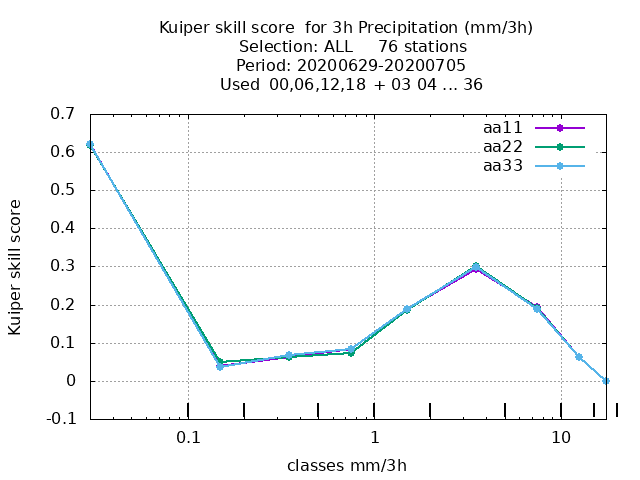 Kuiper skill score  for 3h Precipitation (mm/3h)
Selection: ALL     76 stations
Period: 20200629-20200705
Used  00,06,12,18  + 03 04 ... 36
0.7
0.6
0.5
0.4
0.3
0.2
0.1
0
-0.1
Kuiper skill score
aa11
aa22
aa33
0.1
1
10
classes mm/3h